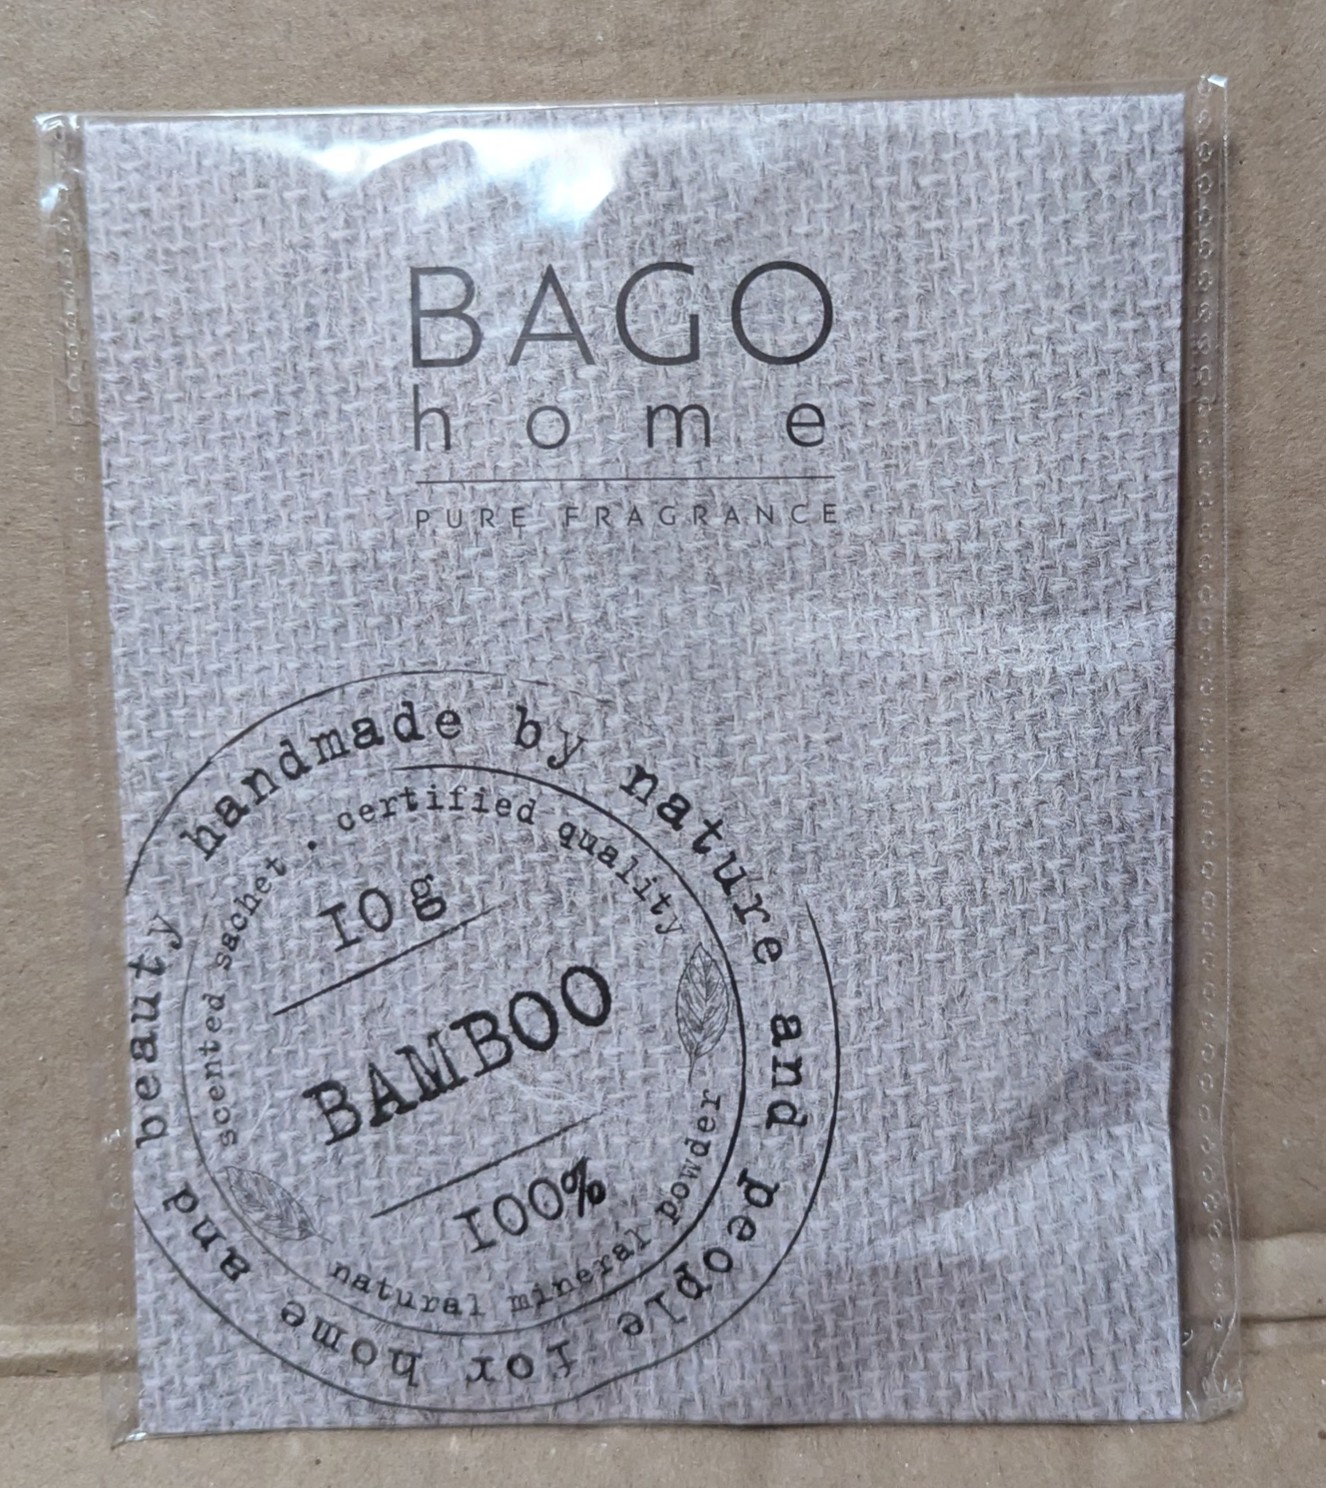 BAGO
home
PURE FRAGRANCE
handmade by nature and people for home and beauty
scented sachet · certified quality
10g
BAMBOO
100%
natural mineral powder